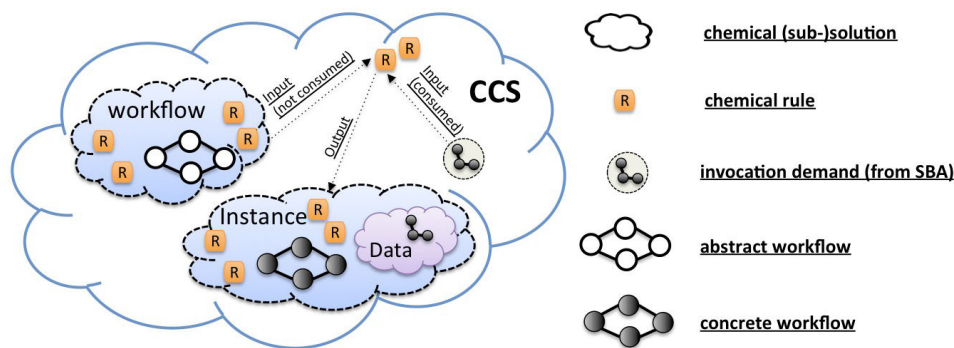 CCS
R
R
workflow
R
R
R
R
Input
(not consumed)
Input
(consumed)
Output
Instance
R
R
R
R
Data
chemical (sub-)solution
R
chemical rule
invocation demand (from SBA)
abstract workflow
concrete workflow